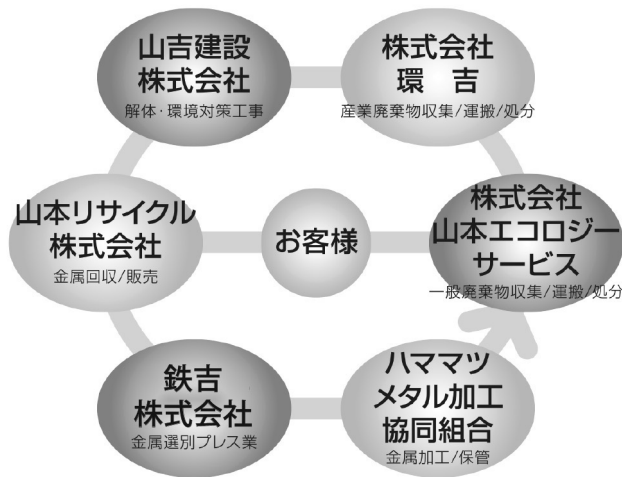 山吉建設
株式会社
解体・環境対策工事
株式会社
環 吉
産業廃棄物収集/運搬/処分
山本リサイクル
株式会社
金属回収/販売
お客様
株式会社
山本エコロジー
サービス
一般廃棄物収集/運搬/処分
鉄吉
株式会社
金属選別プレス業
ハママツ
メタル加工
協同組合
金属加工/保管